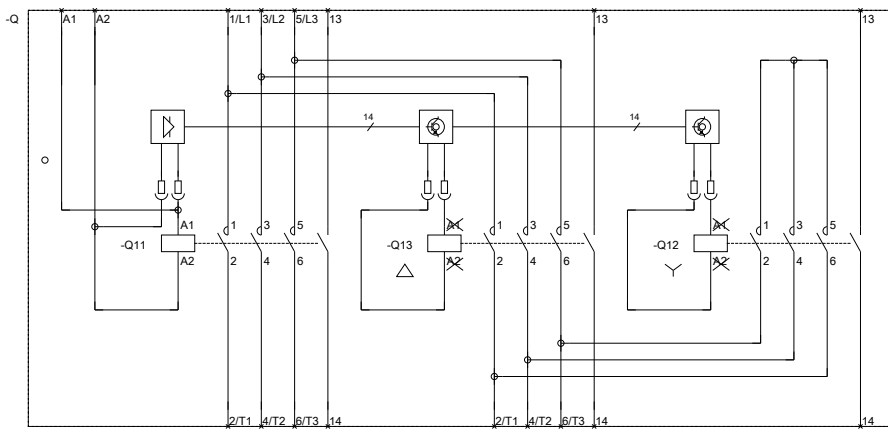 -Q A1 A2 1/L1 3/L2 5/L3 13 13 13
14 14
A1 1 3 5 A1 1 3 5 A1 1 3 5
-Q11 -Q13 -Q12
A2 2 4 6 A2 2 4 6 A2 2 4 6
2/T1 4/T2 6/T3 14 2/T1 4/T2 6/T3 14 14